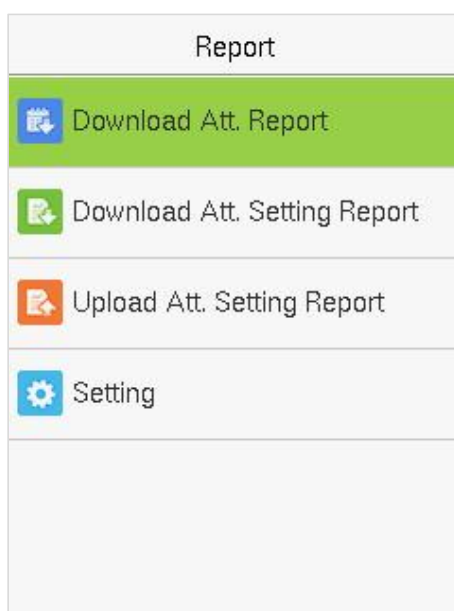 Report
Download Att. Report
Download Att. Setting Report
Upload Att. Setting Report
Setting